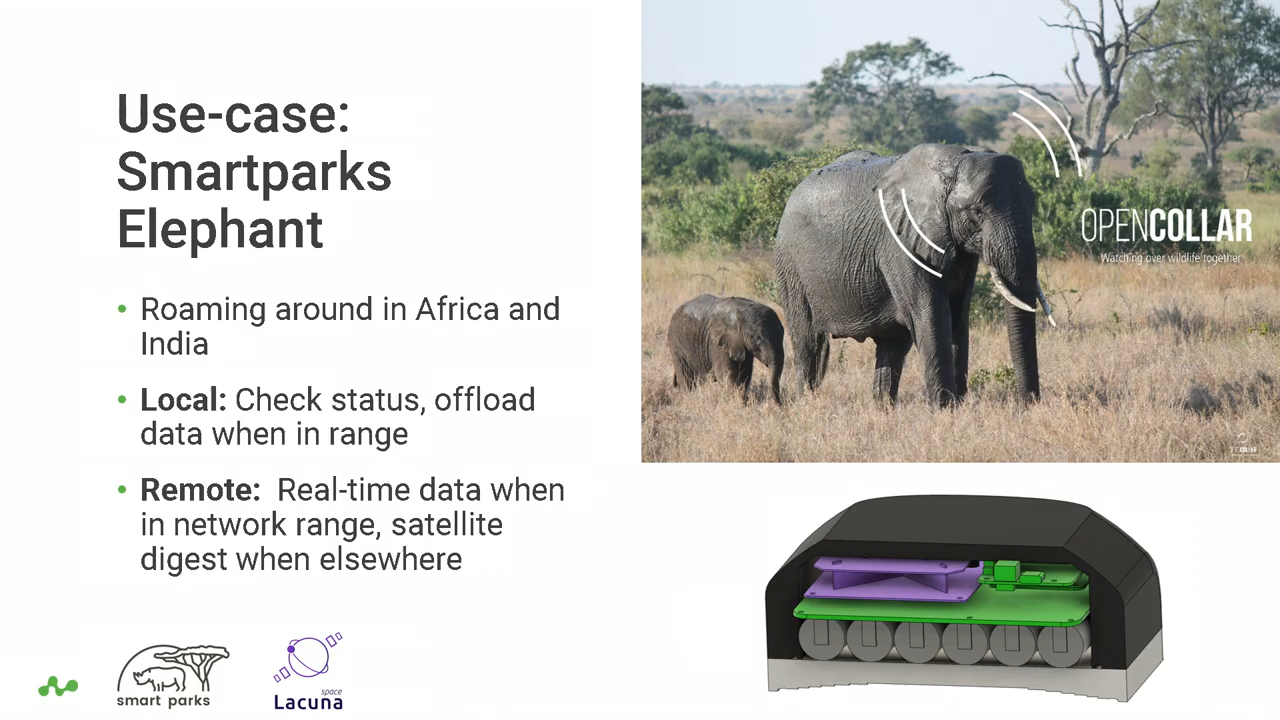 Use-case:
Smartparks
Elephant
• Roaming around in Africa and
India
• Local: Check status, offload
data when in range
• Remote: Real-time data when
in network range, satellite
digest when elsewhere
OPENCOLLAR
Watching over wildlife together
smart parks
space
Lacuna